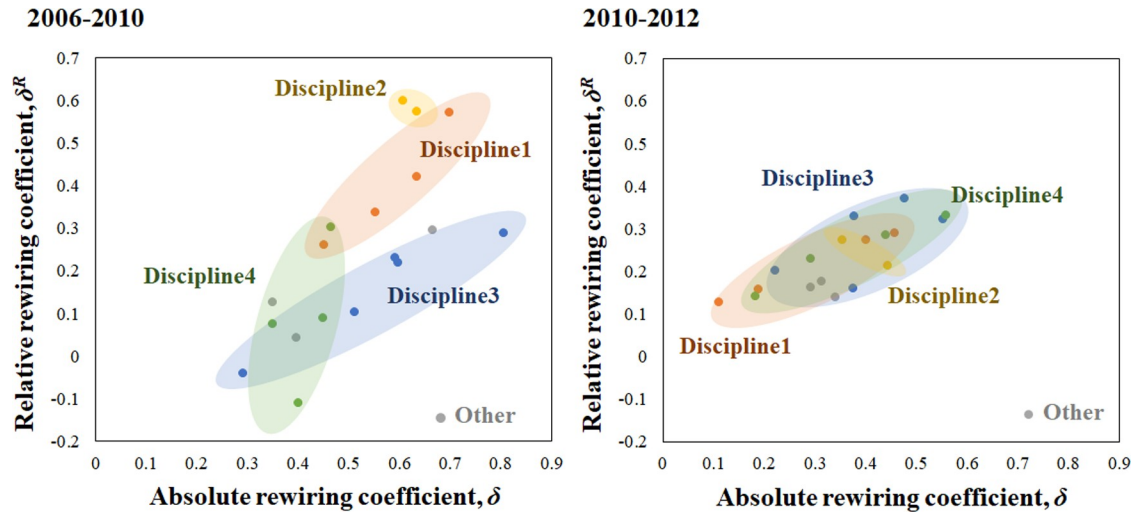 2006-2010
0.7
0.6
0.5
0.4
0.3
0.2
0.1
0
-0.1
-0.2
0 0.1 0.2 0.3 0.4 0.5 0.6 0.7 0.8 0.9
Relative rewiring coefficient, δᴿ
Absolute rewiring coefficient, δ
Discipline2
Discipline1
Discipline4
Discipline3
Other
2010-2012
0.7
0.6
0.5
0.4
0.3
0.2
0.1
0
-0.1
-0.2
0 0.1 0.2 0.3 0.4 0.5 0.6 0.7 0.8 0.9
Relative rewiring coefficient, δᴿ
Absolute rewiring coefficient, δ
Discipline3
Discipline4
Discipline2
Discipline1
Other